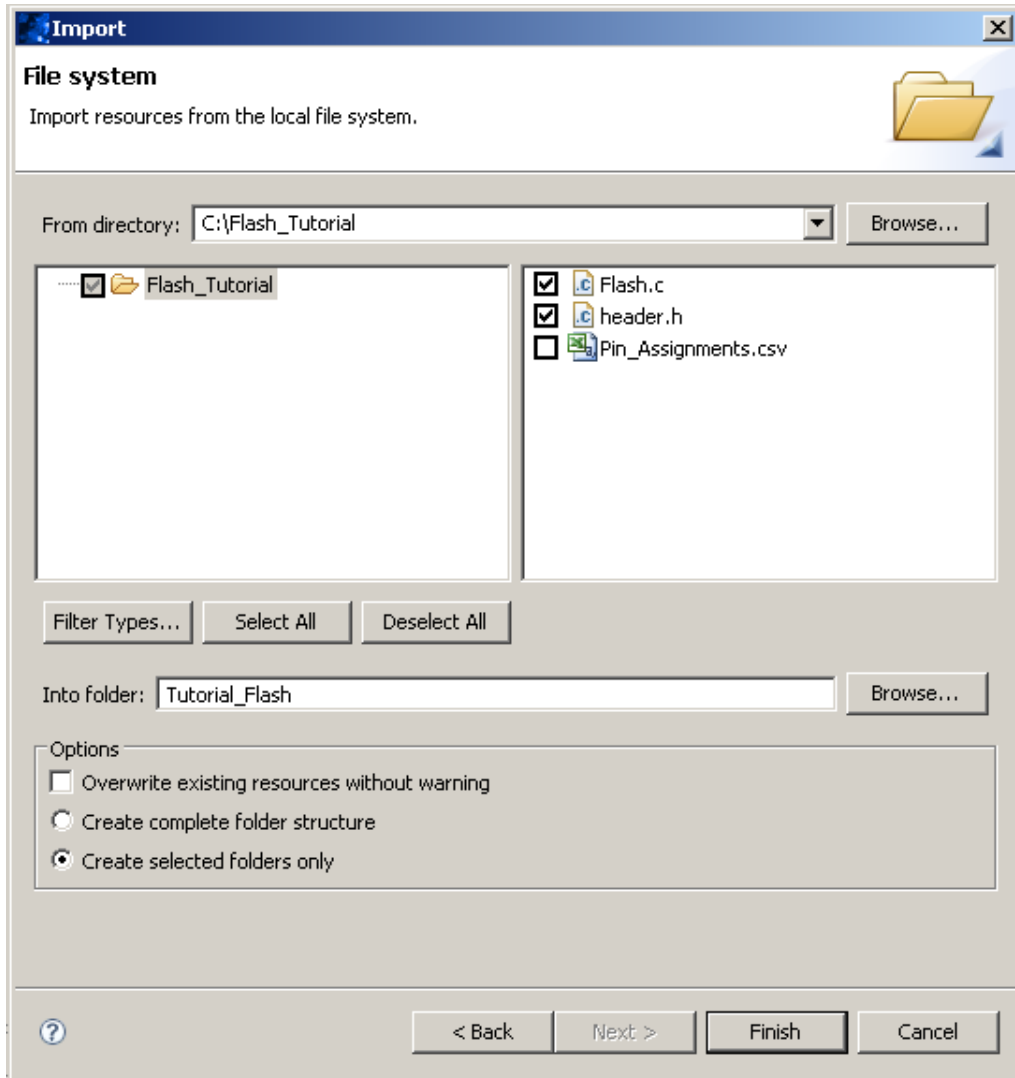 Import
File system
Import resources from the local file system.
From directory: C:\Flash_Tutorial Browse...
Flash_Tutorial
Flash.c
header.h
Pin_Assignments.csv
Filter Types... Select All Deselect All
Into folder: Tutorial_Flash Browse...
Options
Overwrite existing resources without warning
Create complete folder structure
Create selected folders only
? < Back Next > Finish Cancel